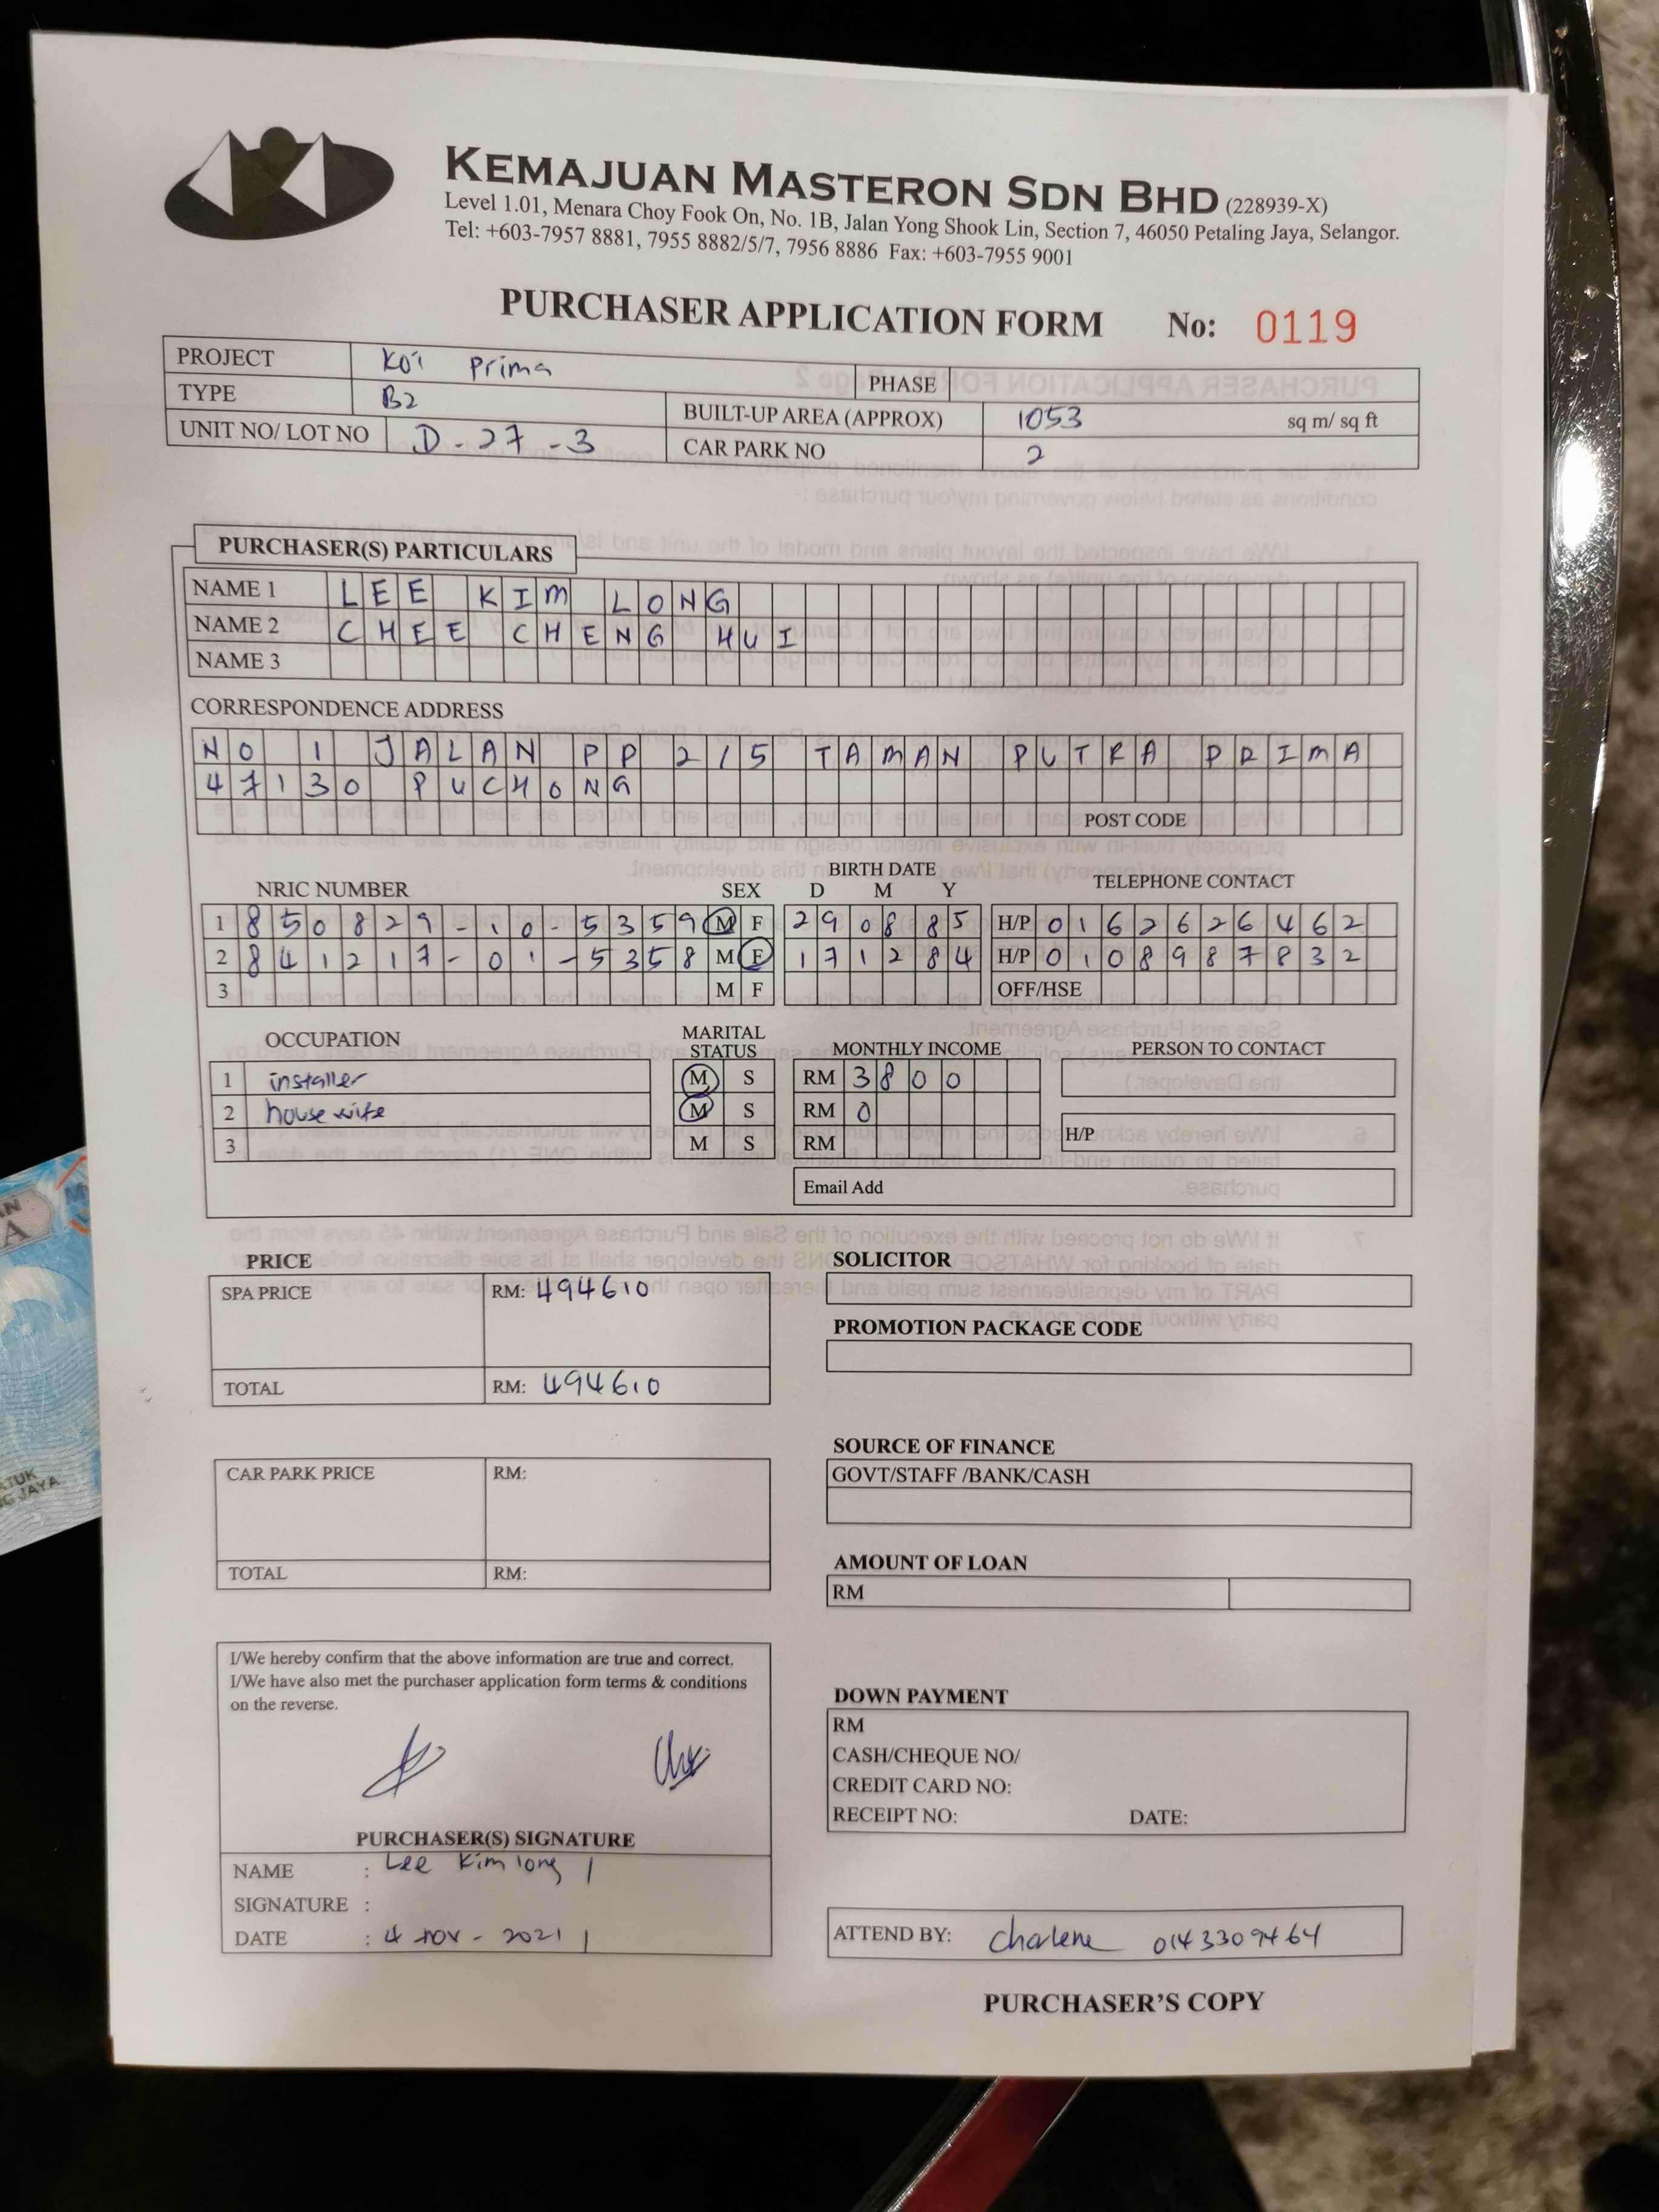 KEMAJUAN MASTERON SDN BHD (228939-X)
Level 1.01, Menara Choy Fook On, No. 1B, Jalan Yong Shook Lin, Section 7, 46050 Petaling Jaya, Selangor.
Tel: +603-7957 8881, 7955 8882/5/7, 7956 8886 Fax: +603-7955 9001
PURCHASER APPLICATION FORM No: 0119
PROJECT Koi Prima PHASE
TYPE B2 BUILT-UP AREA (APPROX) 1053 sq m/ sq ft
UNIT NO/ LOT NO D - 27 - 3 CAR PARK NO 2
PURCHASER(S) PARTICULARS
NAME 1 LEE KIM LONG
NAME 2 CHEE CHENG HUI
NAME 3
CORRESPONDENCE ADDRESS
NO 1 JALAN PP 2/5 TAMAN PUTRA PRIMA
47130 PUCHONG
POST CODE
NRIC NUMBER SEX BIRTH DATE D M Y TELEPHONE CONTACT
1 850829-10-5359 M F 290885 H/P 0162626462
2 841217-01-5358 M F 171284 H/P 0108987832
3 M F OFF/HSE
OCCUPATION MARITAL STATUS MONTHLY INCOME PERSON TO CONTACT
1 installer M S RM 3800
2 housewife M S RM 0
3 M S RM H/P
Email Add
PRICE SOLICITOR
SPA PRICE RM: 494610
PROMOTION PACKAGE CODE
TOTAL RM: 494610
SOURCE OF FINANCE
CAR PARK PRICE RM: GOVT/STAFF /BANK/CASH
AMOUNT OF LOAN
TOTAL RM: RM
I/We hereby confirm that the above information are true and correct.
I/We have also met the purchaser application form terms & conditions
on the reverse.
DOWN PAYMENT
RM
CASH/CHEQUE NO/
CREDIT CARD NO:
RECEIPT NO: DATE:
PURCHASER(S) SIGNATURE
NAME : Lee Kim long
SIGNATURE :
DATE : 4 nov - 2021
ATTEND BY: Charlene 0143309464
PURCHASER'S COPY